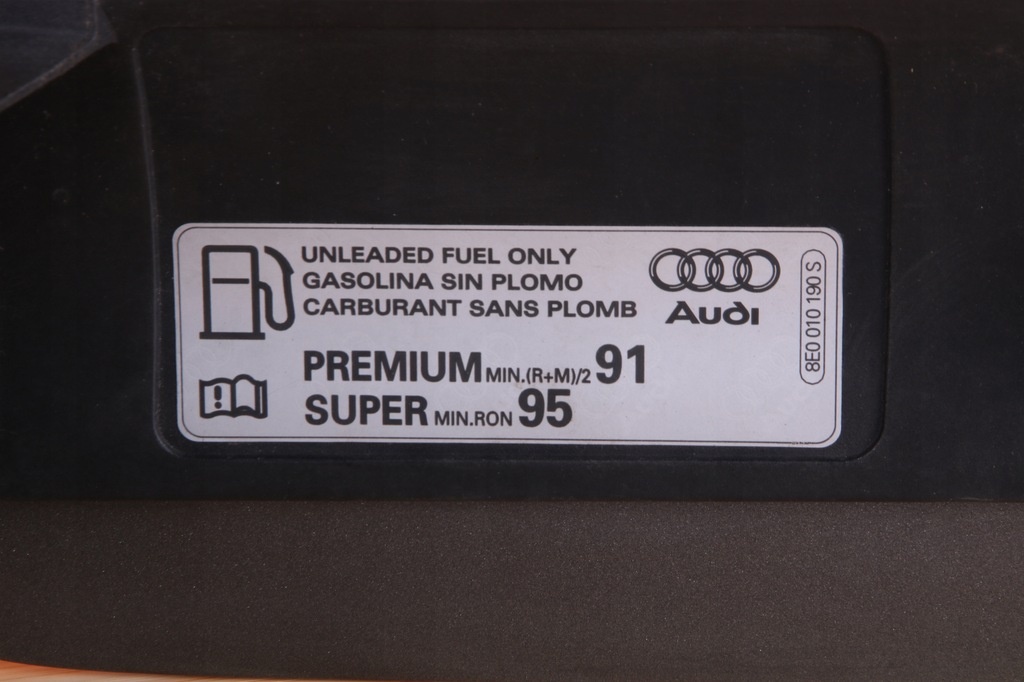 UNLEADED FUEL ONLY
GASOLINA SIN PLOMO
CARBURANT SANS PLOMB
PREMIUM MIN.(R+M)/2 91
SUPER MIN.RON 95
Audi
8E0 010 190 S